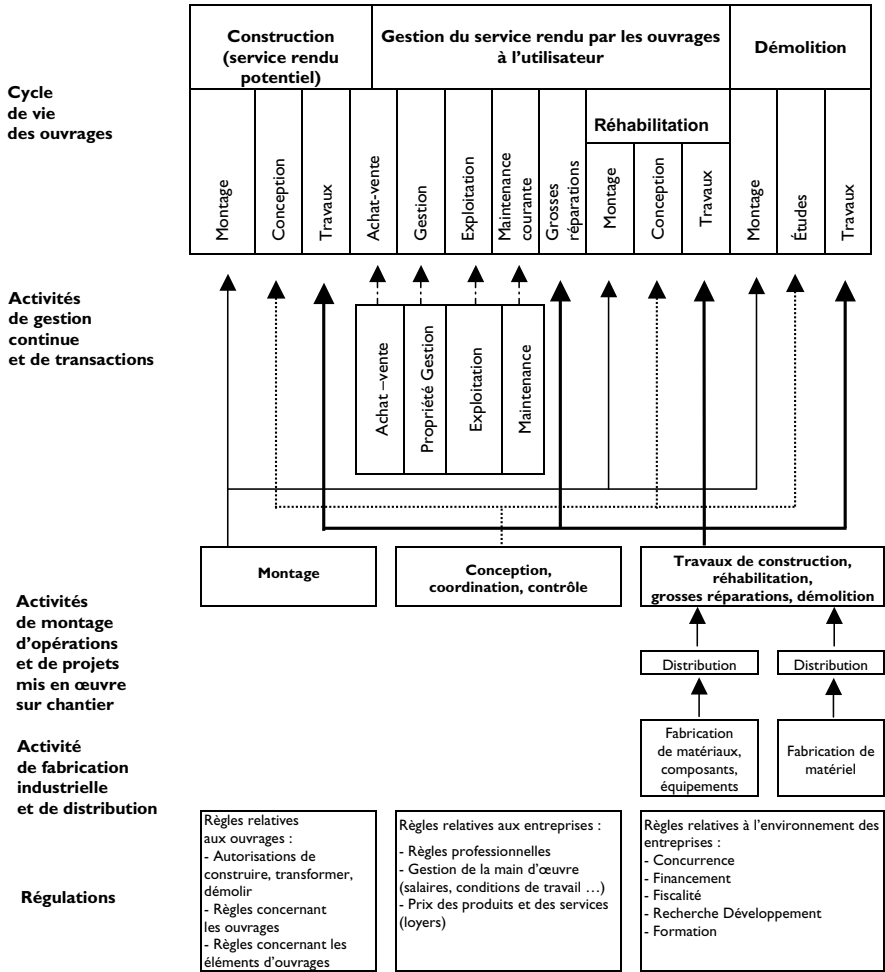 Construction
(service rendu
potentiel)
Gestion du service rendu par les ouvrages
à l’utilisateur
Démolition
Cycle
de vie
des ouvrages
Montage
Conception
Travaux
Achat-vente
Gestion
Exploitation
Maintenance
courante
Grosses
réparations
Réhabilitation
Montage
Conception
Travaux
Montage
Études
Travaux
Activités
de gestion
continue
et de transactions
Achat –vente
Propriété Gestion
Exploitation
Maintenance
Activités
de montage
d’opérations
et de projets
mis en œuvre
sur chantier
Montage
Conception,
coordination, contrôle
Travaux de construction,
réhabilitation,
grosses réparations, démolition
Distribution
Distribution
Activité
de fabrication
industrielle
et de distribution
Fabrication
de matériaux,
composants,
équipements
Fabrication de
matériel
Régulations
Règles relatives
aux ouvrages :
- Autorisations de
construire, transformer,
démolir
- Règles concernant
les ouvrages
- Règles concernant les
éléments d’ouvrages
Règles relatives aux entreprises :
- Règles professionnelles
- Gestion de la main d’œuvre
(salaires, conditions de travail …)
- Prix des produits et des services
(loyers)
Règles relatives à l’environnement des
entreprises :
- Concurrence
- Financement
- Fiscalité
- Recherche Développement
- Formation